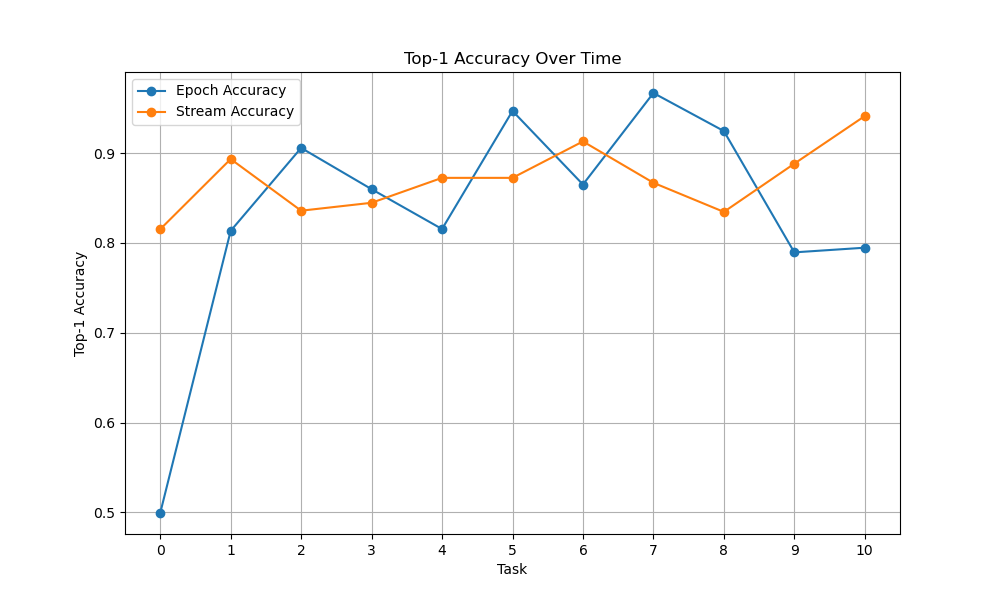 Top-1 Accuracy Over Time
Epoch Accuracy
Stream Accuracy
Top-1 Accuracy
0.9
0.8
0.7
0.6
0.5
0 1 2 3 4 5 6 7 8 9 10
Task